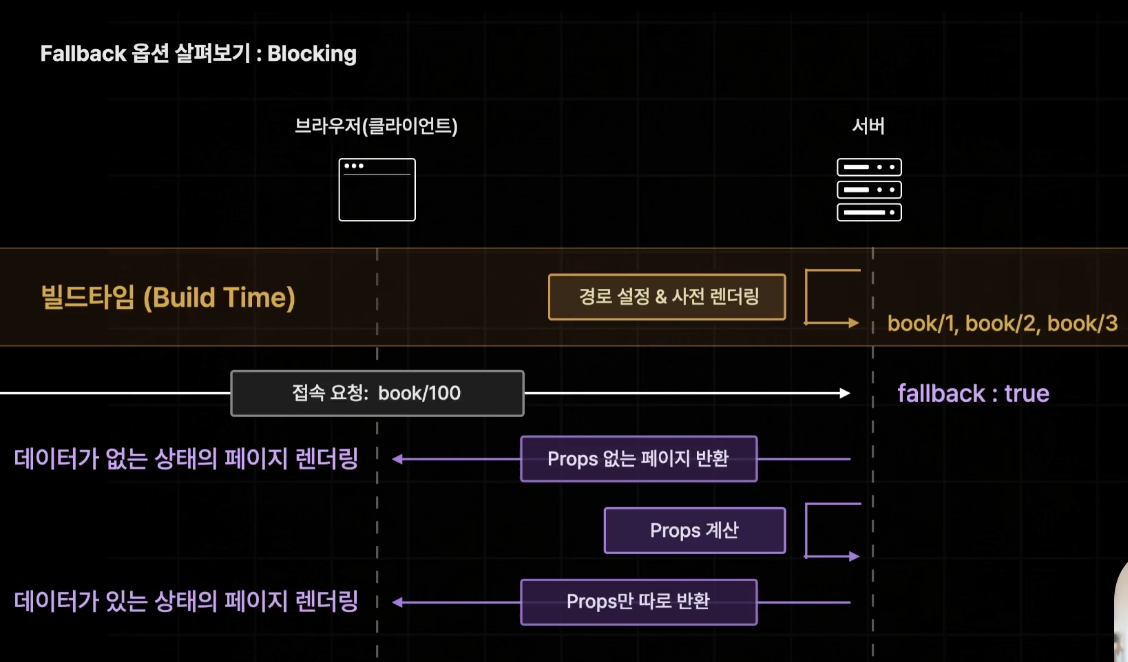 Fallback 옵션 살펴보기 : Blocking
브라우저(클라이언트)
서버
빌드타임 (Build Time)
경로 설정 & 사전 렌더링
book/1, book/2, book/3
접속 요청: book/100
fallback : true
데이터가 없는 상태의 페이지 렌더링
Props 없는 페이지 반환
Props 계산
데이터가 있는 상태의 페이지 렌더링
Props만 따로 반환